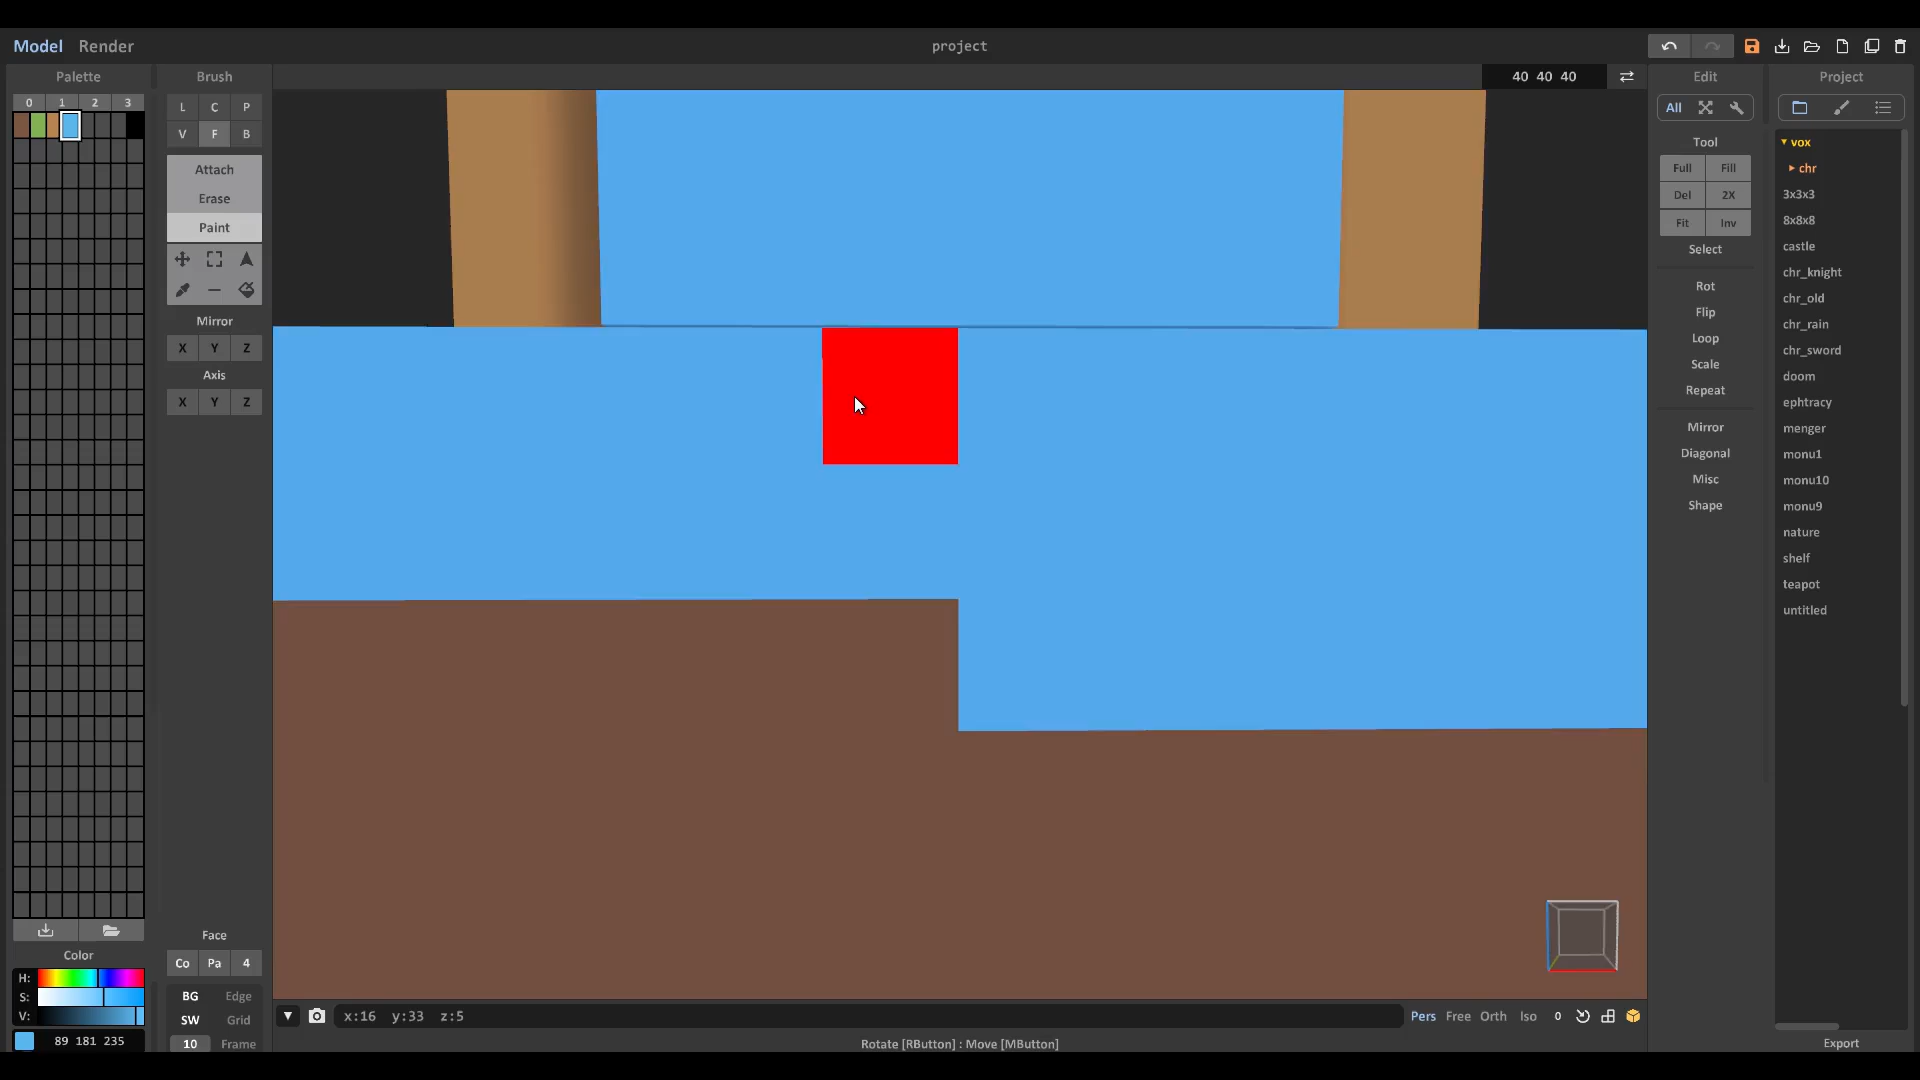 Model Render project
Palette Brush 40 40 40 Edit Project
0 1 2 3
L C P
V F B
All
Attach
Erase
Paint
Tool
Full Fill
Del 2X
Fit Inv
Select
Rot
Flip
Loop
Scale
Repeat
Mirror
Diagonal
Misc
Shape
Mirror
X Y Z
Axis
X Y Z
vox
chr
3x3x3
8x8x8
castle
chr_knight
chr_old
chr_rain
chr_sword
doom
ephtracy
menger
monu1
monu10
monu9
nature
shelf
teapot
untitled
Face
Co Pa 4
BG Edge
SW Grid
10 Frame
Color
H:
S:
V:
89 181 235
x:16 y:33 z:5
Pers Free Orth Iso 0
Rotate [RButton] : Move [MButton]
Export